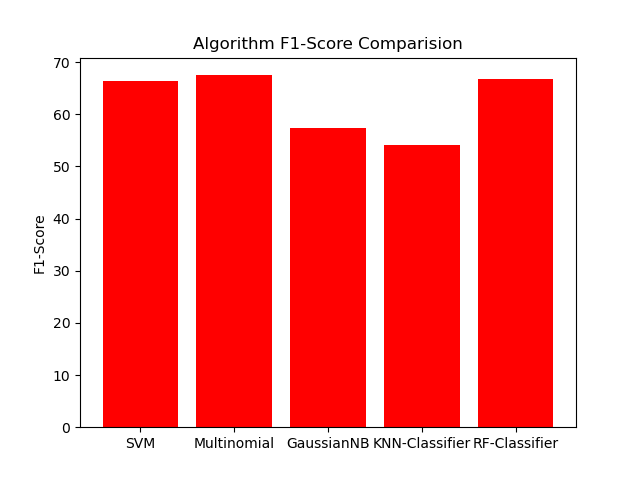 Algorithm F1-Score Comparision
70
60
50
40
30
20
10
0
F1-Score
SVM Multinomial GaussianNB KNN-Classifier RF-Classifier